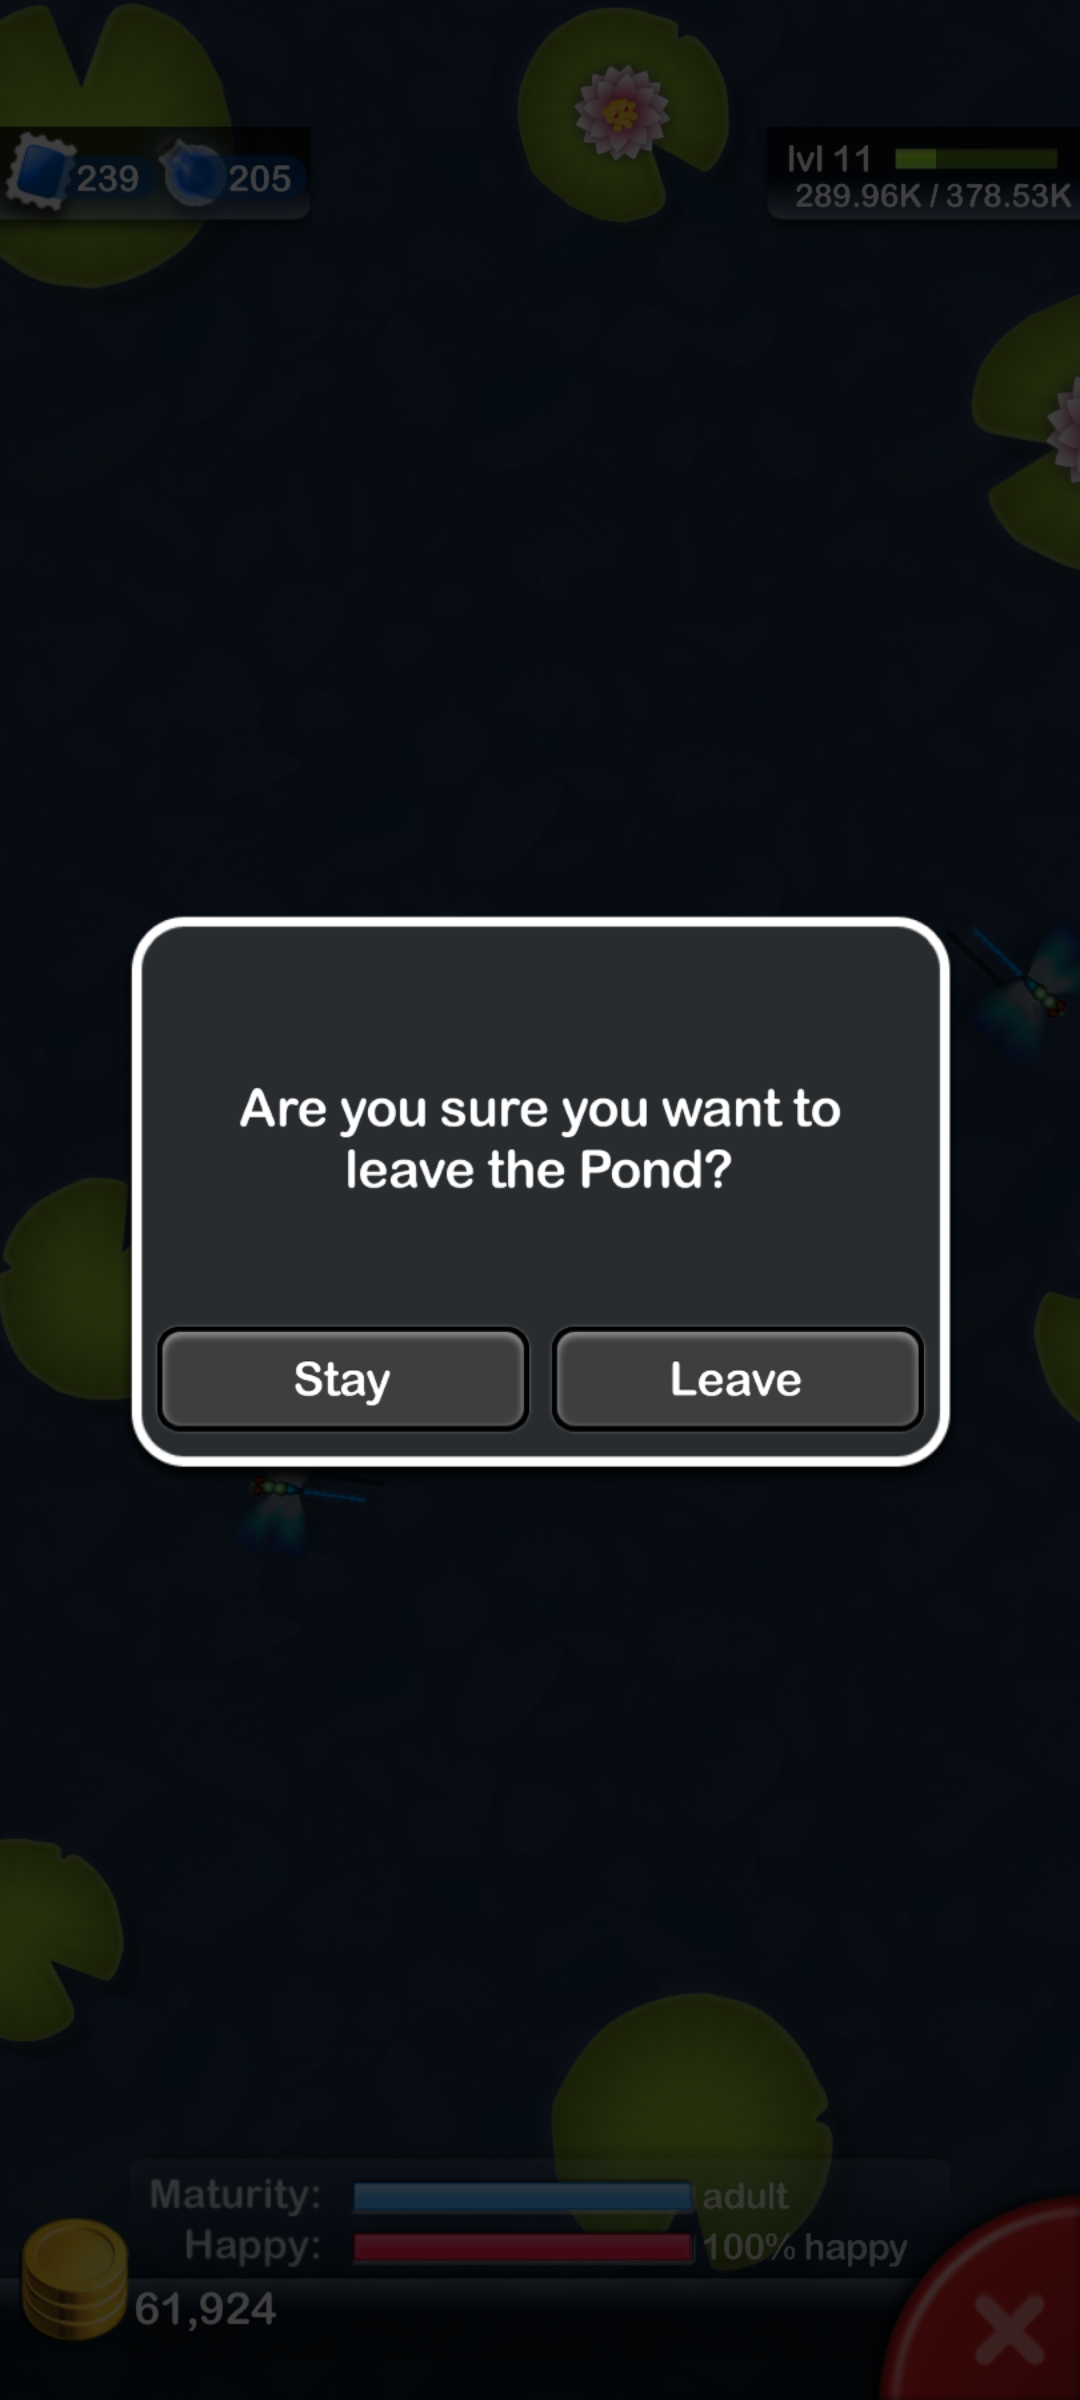 239 205
lvl 11
289.96K / 378.53K
Are you sure you want to
leave the Pond?
Stay Leave
Maturity: adult
Happy: 100% happy
61,924